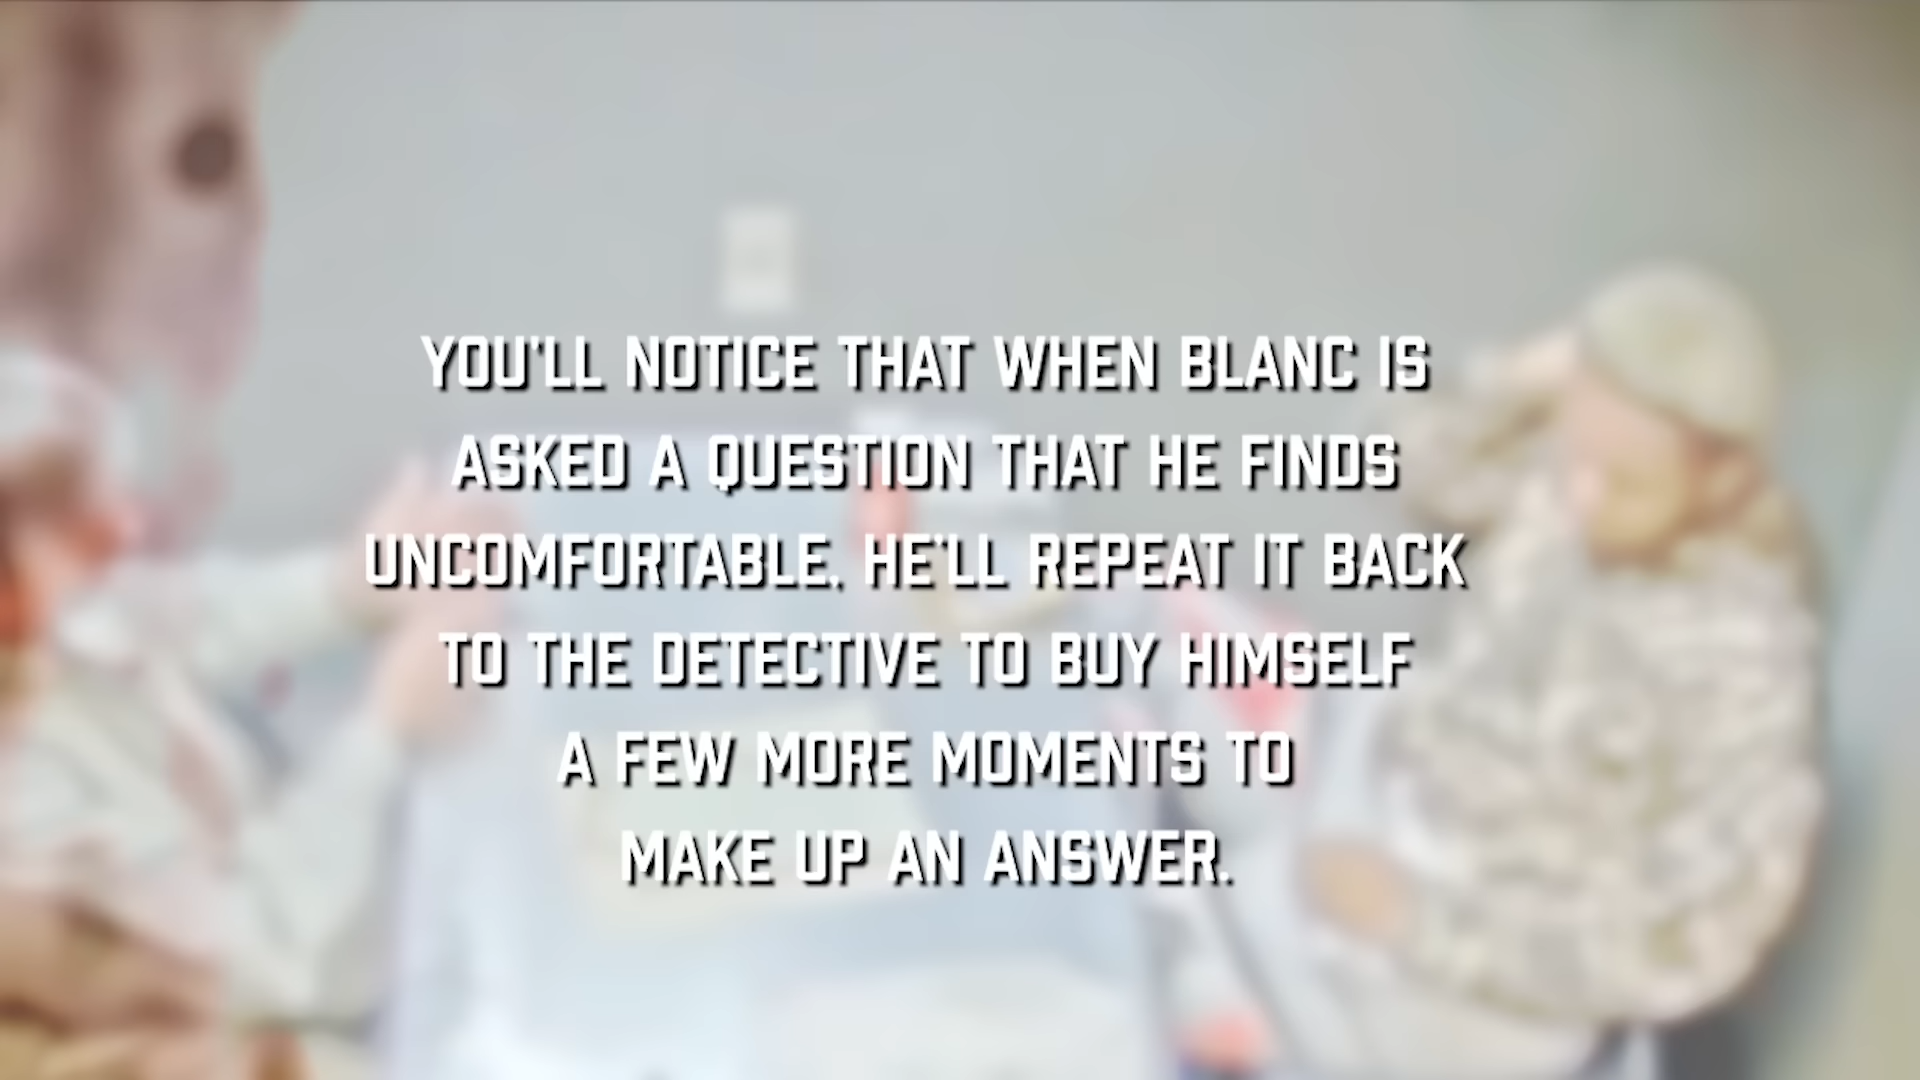 YOU'LL NOTICE THAT WHEN BLANC IS
ASKED A QUESTION THAT HE FINDS
UNCOMFORTABLE, HE'LL REPEAT IT BACK
TO THE DETECTIVE TO BUY HIMSELF
A FEW MORE MOMENTS TO
MAKE UP AN ANSWER.